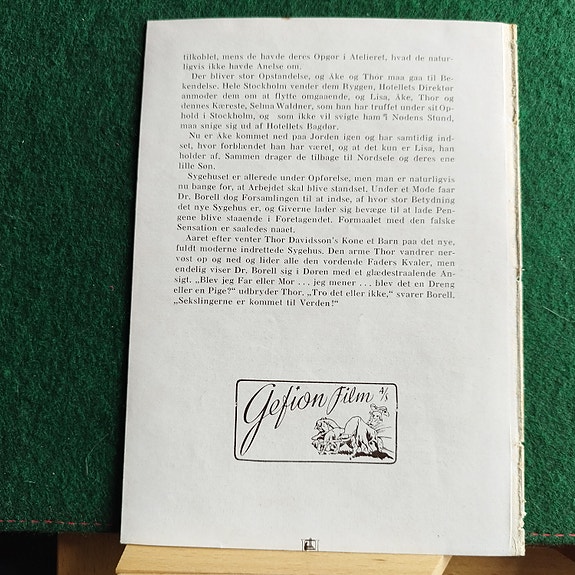 tilkoblet, mens de havde deres Opgør i Atelieret, hvad de natur-
ligvis ikke havde Anelse om.
Der bliver stor Opstandelse, og Åke og Thor maa gaa til Be-
kendelse. Hele Stockholm vender dem Ryggen, Hotellets Direktør
anmoder dem om at flytte omgaaende, og Lisa, Åke, Thor og
dennes Kæreste, Selma Waldner, som han har truffet under sit Op-
hold i Stockholm, og som ikke vil svigte ham i Nødens Stund,
maa snige sig ud af Hotellets Bagdør.
Nu er Åke kommet ned paa Jorden igen og har samtidig ind-
set, hvor forblændet han har været, og at det kun er Lisa, han
holder af. Sammen drager de tilbage til Nordsele og deres ene
lille Søn.
Sygehuset er allerede under Opførelse, men man er naturligvis
nu bange for, at Arbejdet skal blive standset. Under et Møde faar
Dr. Borell dog Forsamlingen til at indse, af hvor stor Betydning
det nye Sygehus er, og Giverne lader sig bevæge til at lade Pen-
gene blive staaende i Foretagendet. Formaalet med den falske
Sensation er saaledes naaet.
Aaret efter venter Thor Davidsson's Kone et Barn paa det nye,
fuldt moderne indrettede Sygehus. Den arme Thor vandrer ner-
vøst op og ned og lider alle den vordende Faders Kvaler, men
endelig viser Dr. Borell sig i Døren med et glædestraalende An-
sigt. „Blev jeg Far eller Mor . . . jeg mener . . . blev det en Dreng
eller en Pige?“ udbryder Thor. „Tro det eller ikke,“ svarer Borell,
„Sekslingerne er kommet til Verden!“
Gefion Film A/S